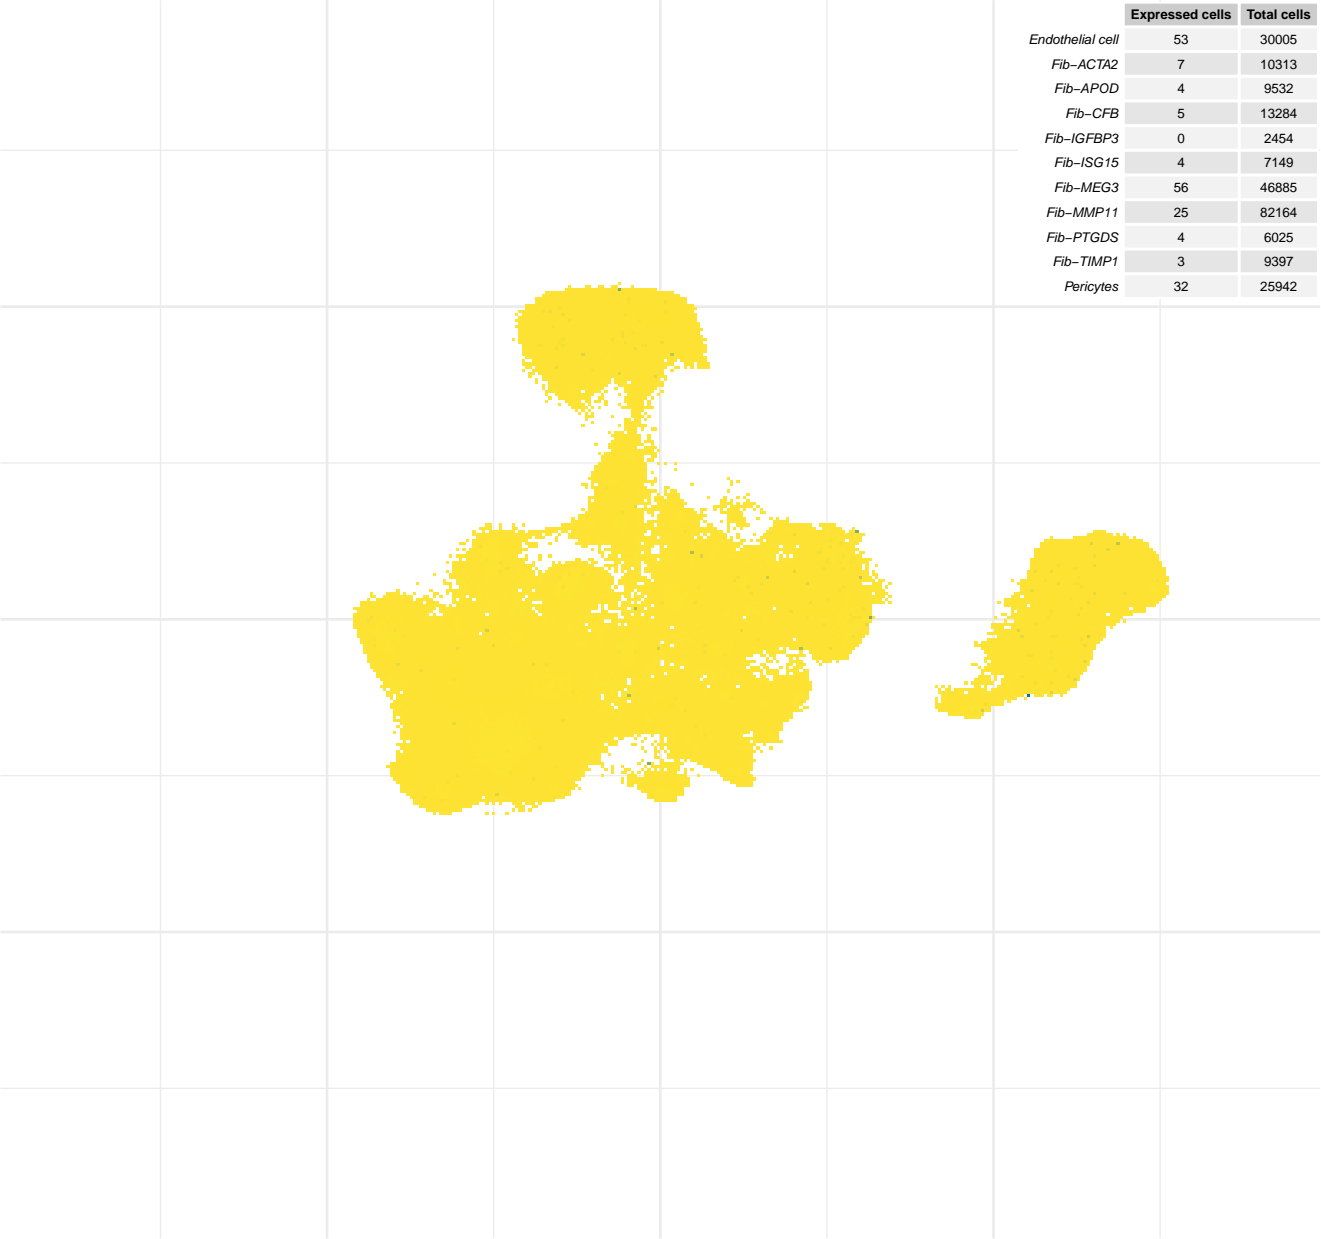 Expressed cells Total cells
Endothelial cell 53 30005
Fib−ACTA2 7 10313
Fib−APOD 4 9532
Fib−CFB 5 13284
Fib−IGFBP3 0 2454
Fib−ISG15 4 7149
Fib−MEG3 56 46885
Fib−MMP11 25 82164
Fib−PTGDS 4 6025
Fib−TIMP1 3 9397
Pericytes 32 25942